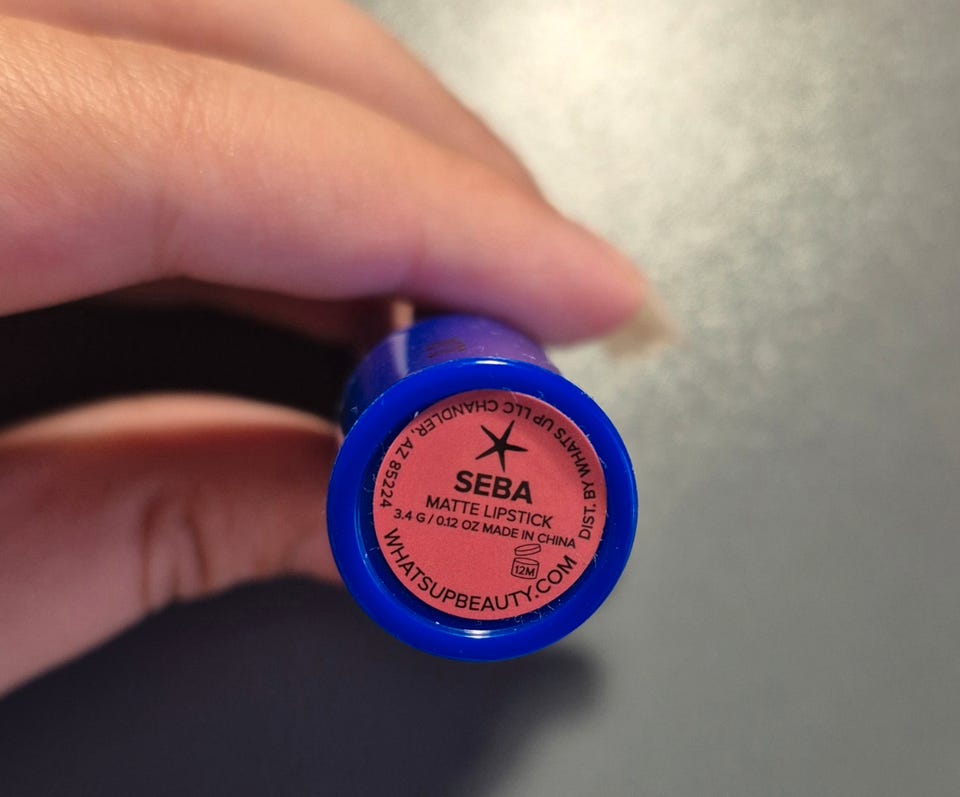 SEBA
MATTE LIPSTICK
3.4 G / 0.12 OZ MADE IN CHINA
12M
WHATSUPBEAUTY.COM
DIST. BY WHATS UP LLC CHANDLER, AZ 85224